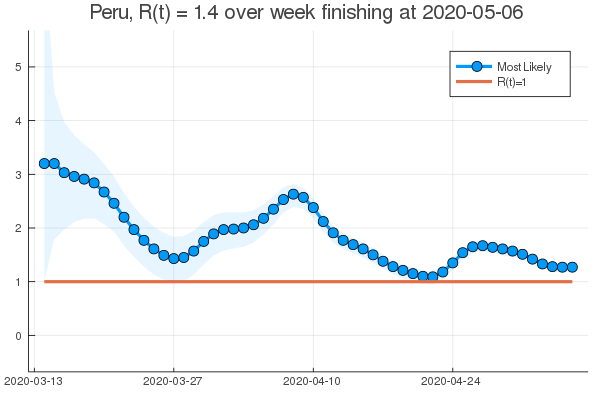 Peru, R(t) = 1.4 over week finishing at 2020-05-06
Most Likely
R(t)=1
5
4
3
2
1
0
2020-03-13 2020-03-27 2020-04-10 2020-04-24